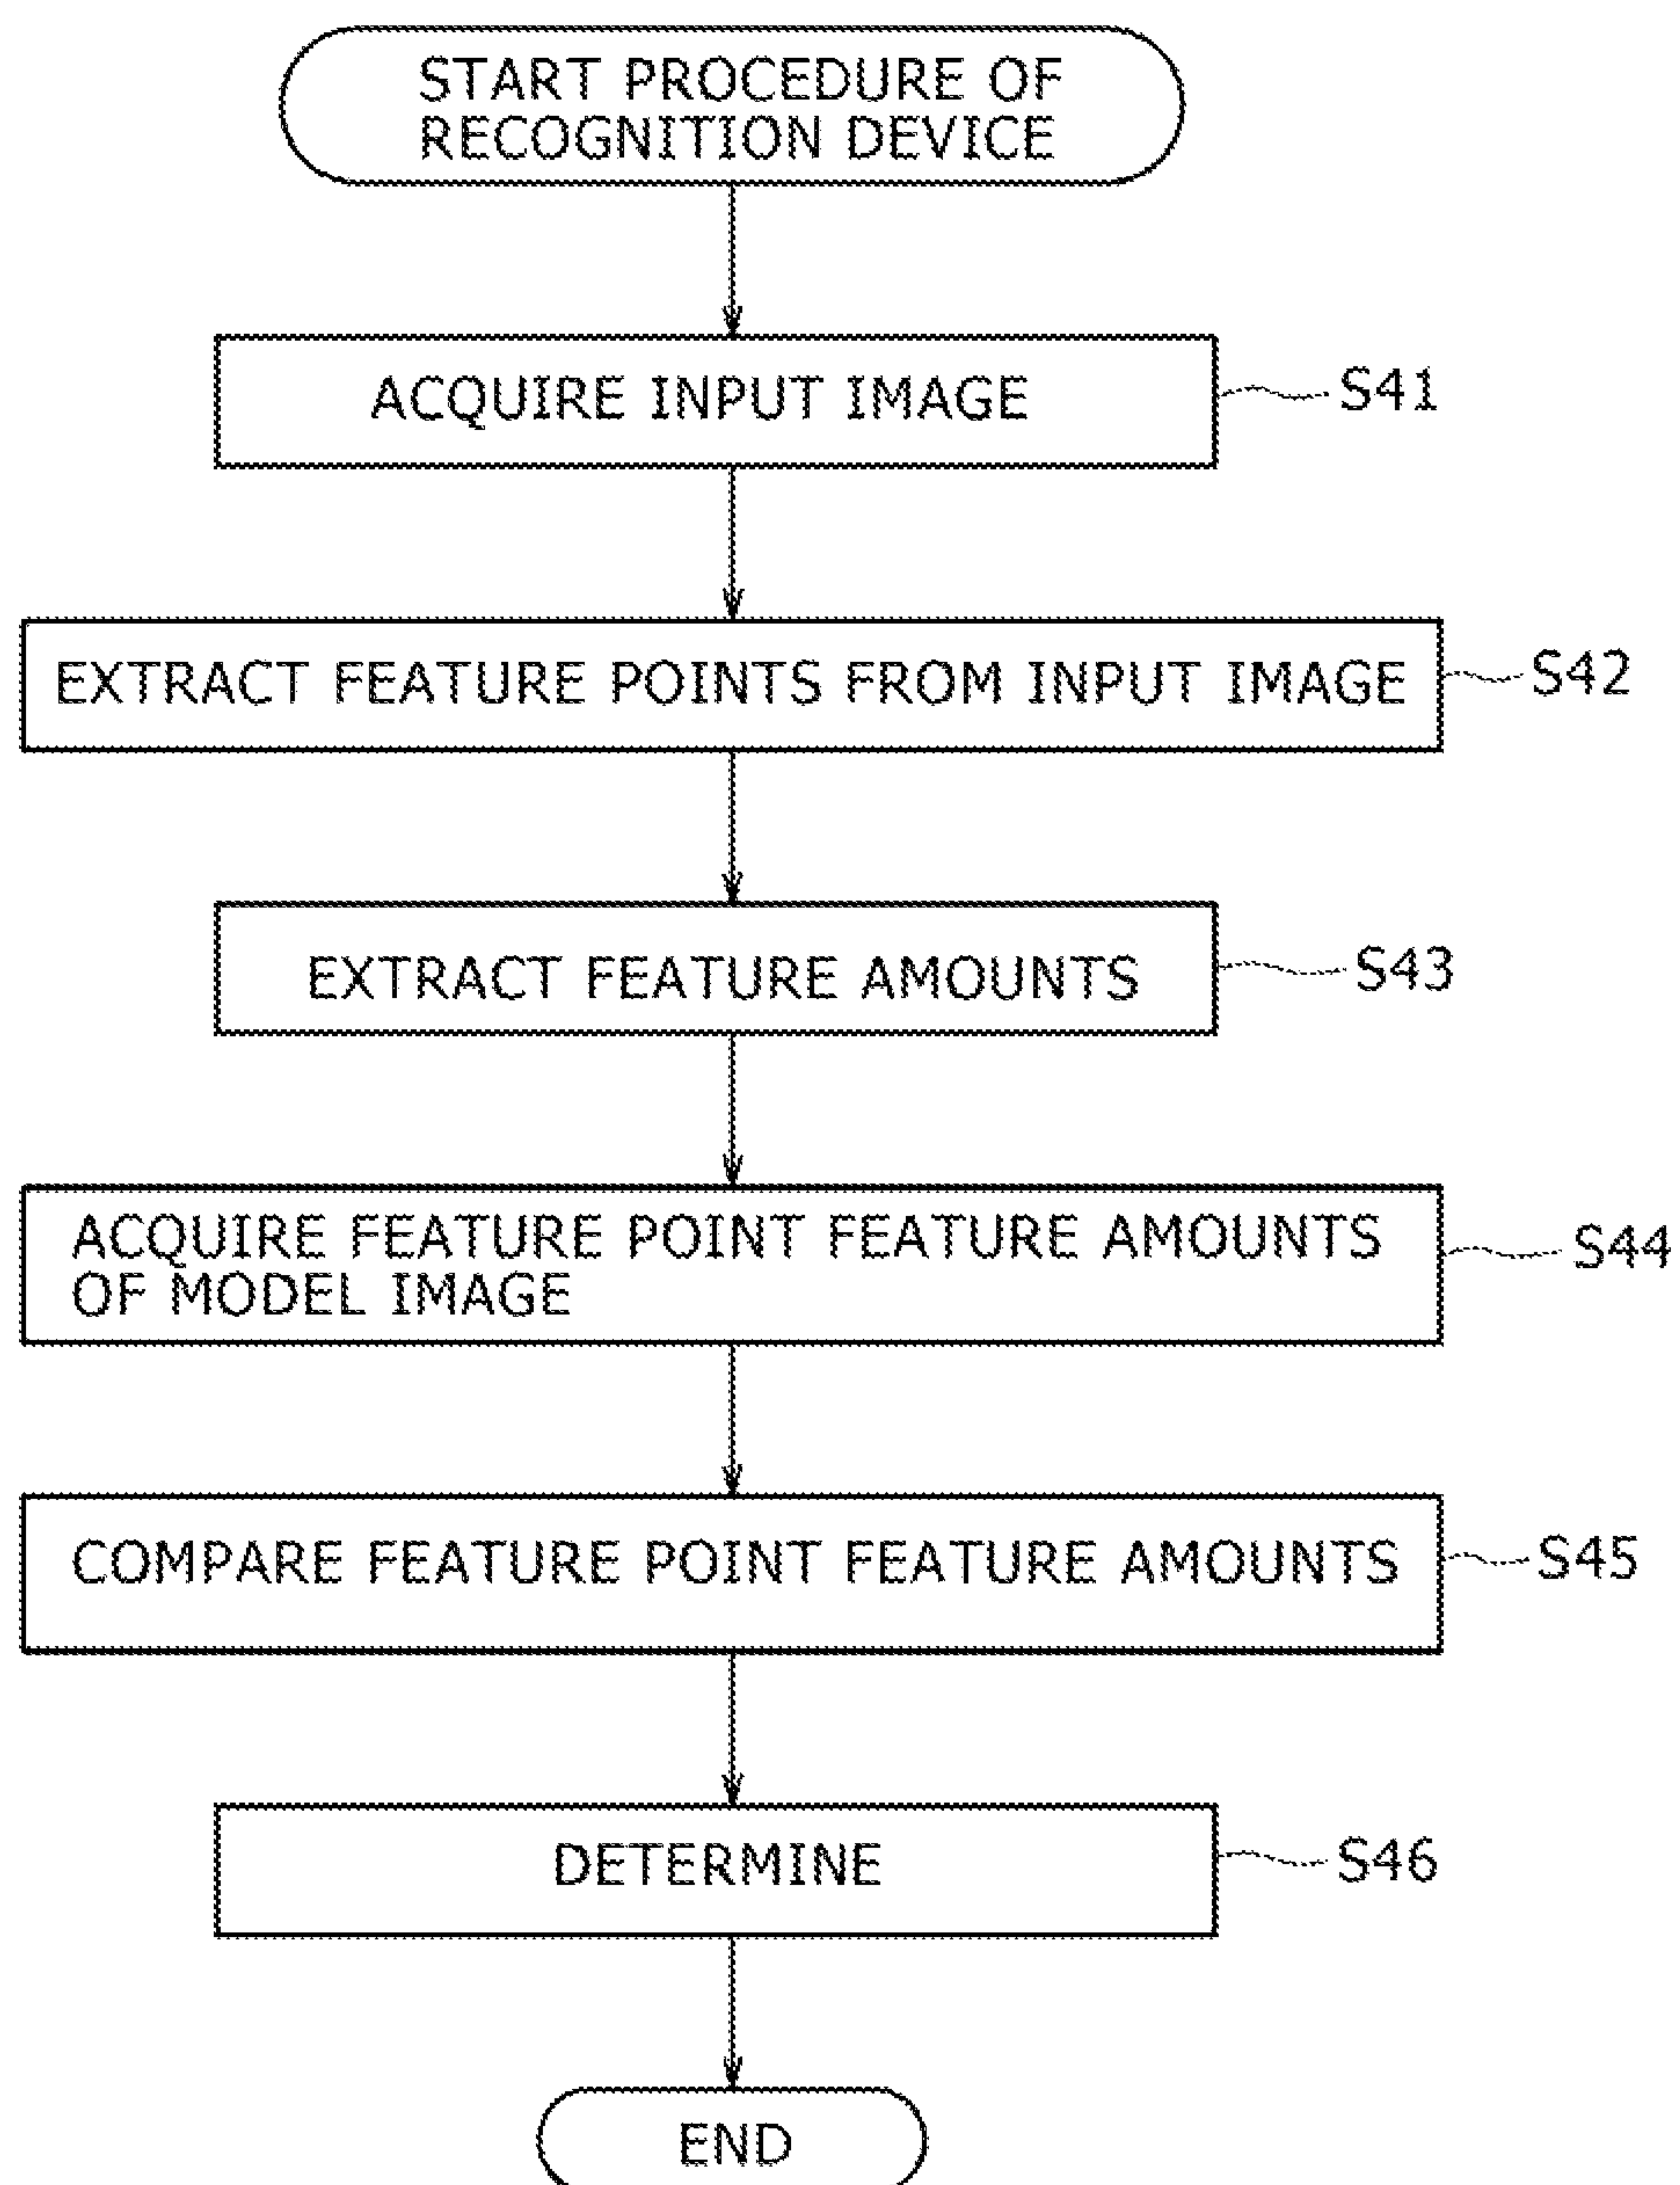 START PROCEDURE OF
RECOGNITION DEVICE
ACQUIRE INPUT IMAGE
S41
EXTRACT FEATURE POINTS FROM INPUT IMAGE
S42
EXTRACT FEATURE AMOUNTS
S43
ACQUIRE FEATURE POINT FEATURE AMOUNTS
OF MODEL IMAGE
S44
COMPARE FEATURE POINT FEATURE AMOUNTS
S45
DETERMINE
S46
END